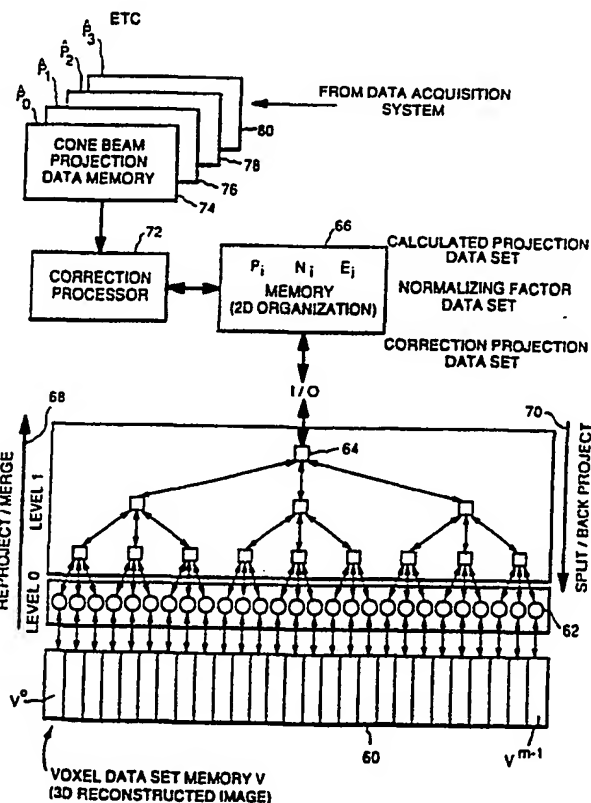 ETC
P̂3
P̂2
P̂1
P̂0
FROM DATA ACQUISITION
SYSTEM
CONE BEAM
PROJECTION
DATA MEMORY
80
78
76
74
72
CORRECTION
PROCESSOR
66
Pi Ni Ei
MEMORY
(2D ORGANIZATION)
CALCULATED PROJECTION
DATA SET
NORMALIZING FACTOR
DATA SET
CORRECTION PROJECTION
DATA SET
I/O
68
70
64
REPROJECT / MERGE
LEVEL 1
LEVEL 0
SPLIT / BACK PROJECT
62
V0
60
Vm-1
VOXEL DATA SET MEMORY V
(3D RECONSTRUCTED IMAGE)